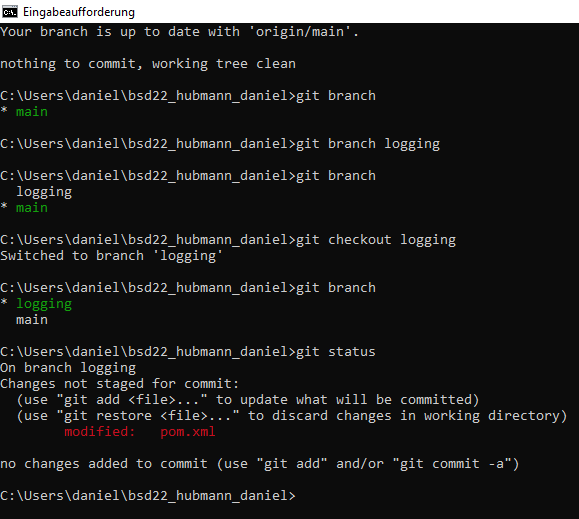 Eingabeaufforderung
Your branch is up to date with 'origin/main'.
nothing to commit, working tree clean
C:\Users\daniel\bsd22_hubmann_daniel>git branch
* main
C:\Users\daniel\bsd22_hubmann_daniel>git branch logging
C:\Users\daniel\bsd22_hubmann_daniel>git branch
  logging
* main
C:\Users\daniel\bsd22_hubmann_daniel>git checkout logging
Switched to branch 'logging'
C:\Users\daniel\bsd22_hubmann_daniel>git branch
* logging
  main
C:\Users\daniel\bsd22_hubmann_daniel>git status
On branch logging
Changes not staged for commit:
  (use "git add <file>..." to update what will be committed)
  (use "git restore <file>..." to discard changes in working directory)
        modified:   pom.xml
no changes added to commit (use "git add" and/or "git commit -a")
C:\Users\daniel\bsd22_hubmann_daniel>